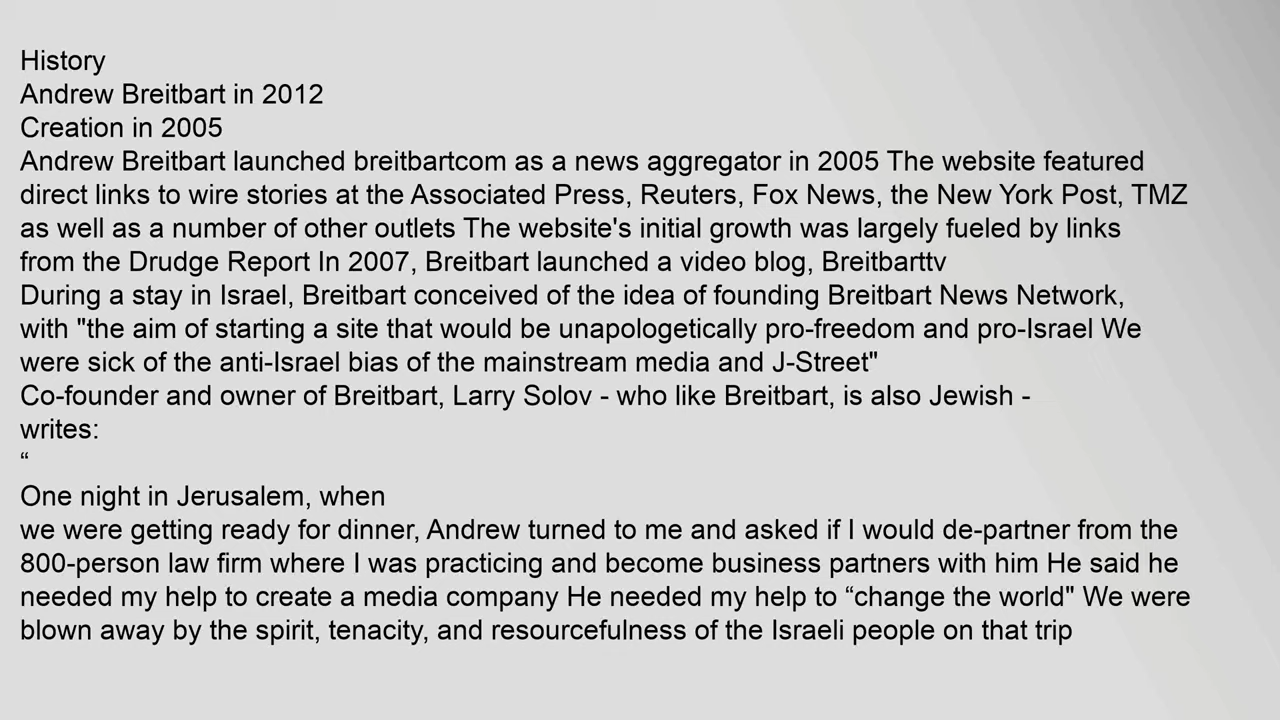 History
Andrew Breitbart in 2012
Creation in 2005
Andrew Breitbart launched breitbartcom as a news aggregator in 2005 The website featured
direct links to wire stories at the Associated Press, Reuters, Fox News, the New York Post, TMZ
as well as a number of other outlets The website's initial growth was largely fueled by links
from the Drudge Report In 2007, Breitbart launched a video blog, Breitbarttv
During a stay in Israel, Breitbart conceived of the idea of founding Breitbart News Network,
with "the aim of starting a site that would be unapologetically pro-freedom and pro-Israel We
were sick of the anti-Israel bias of the mainstream media and J-Street"
Co-founder and owner of Breitbart, Larry Solov - who like Breitbart, is also Jewish -
writes:
“
One night in Jerusalem, when
we were getting ready for dinner, Andrew turned to me and asked if I would de-partner from the
800-person law firm where I was practicing and become business partners with him He said he
needed my help to create a media company He needed my help to “change the world" We were
blown away by the spirit, tenacity, and resourcefulness of the Israeli people on that trip